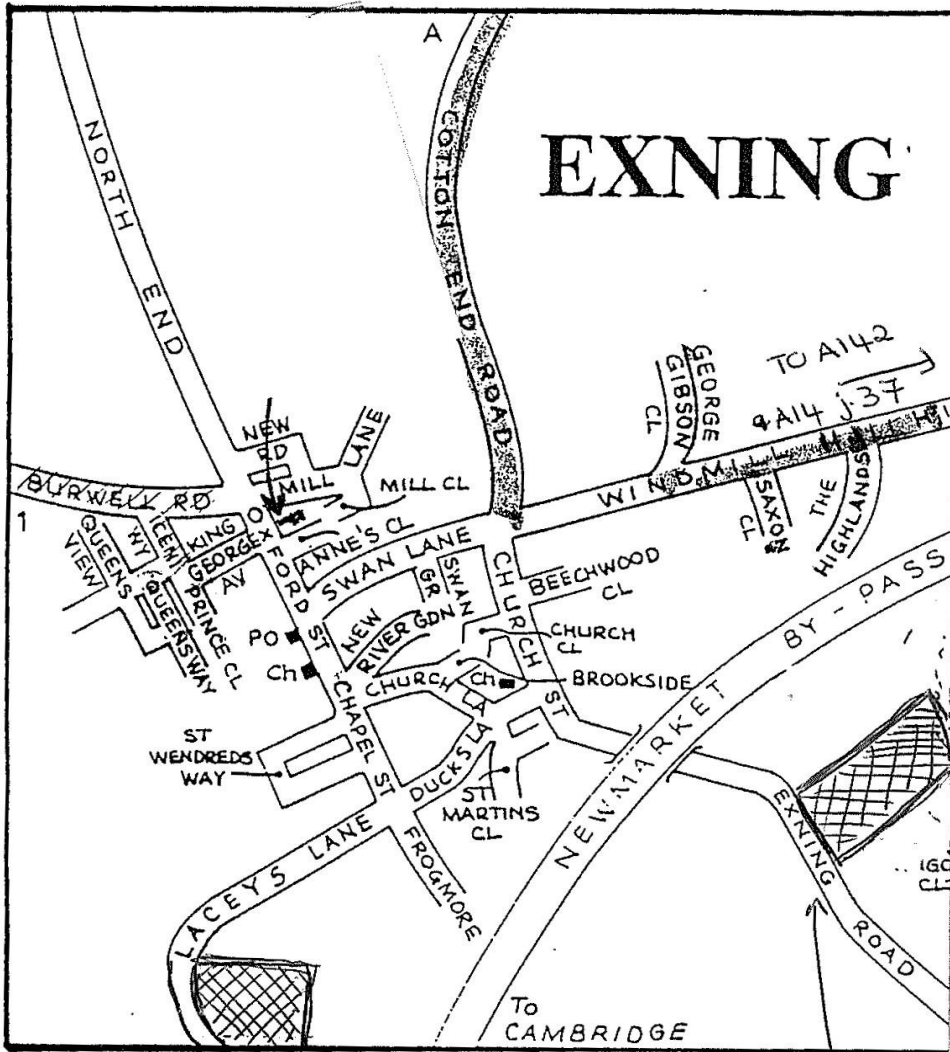 A
EXNING
NORTH END
COTTON END ROAD
GEORGE
GIBSON
CL
TO A142
A14 j.37
NEW
RD
LANE
MILL
MILL CL
BURWELL RD
1
WINDMILL HILL
SAXON
CL
THE
HIGHLANDS
QUEENS
VIEW
ICENI
WY
KING
GEORGE
AV
OXFORD ST
ANNE'S CL
SWAN LANE
SWAN
GR
CHURCH ST
BEECHWOOD
CL
PRINCE CL
QUEENSWAY
NEW
RIVER GDN
PO
Ch
CHURCH
CL
CHURCH LA
Ch
BROOKSIDE
NEWMARKET BY-PASS
CHAPEL ST
ST
WENDREDS
WAY
DUCKS LA
ST
MARTINS
CL
LACEYS LANE
FROGMORE
EXNING ROAD
CL
To
CAMBRIDGE